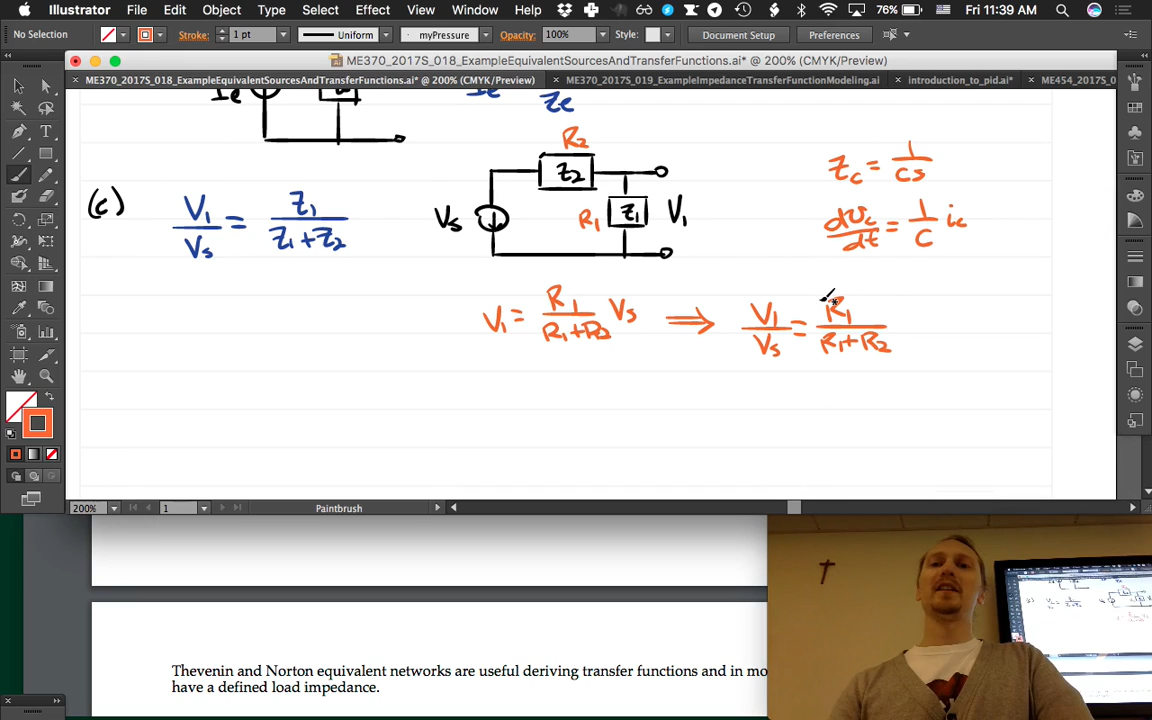 Illustrator File Edit Object Type Select Effect View Window Help 76% Fri 11:39 AM
No Selection Stroke: 1 pt Uniform myPressure Opacity: 100% Style: Document Setup Preferences
ME370_2017S_018_ExampleEquivalentSourcesAndTransferFunctions.ai* @ 200% (CMYK/Preview)
ME370_2017S_018_ExampleEquivalentSourcesAndTransferFunctions.ai* @ 200% (CMYK/Preview) ME370_2017S_019_ExampleImpedanceTransferFunctionModeling.ai introduction_to_pid.ai* ME454_2017S_0
Ie
Ie Ze
(c) V1/Vs = Z1/(Z1+Z2)
R2
Z2
Vs R1 Z1 V1
Zc = 1/Cs
dvc/dt = 1/C ic
V1 = R1/(R1+R2) Vs ⟹ V1/Vs = R1/(R1+R2)
200% 1 Paintbrush
Thevenin and Norton equivalent networks are useful deriving transfer functions and in mo
have a defined load impedance.